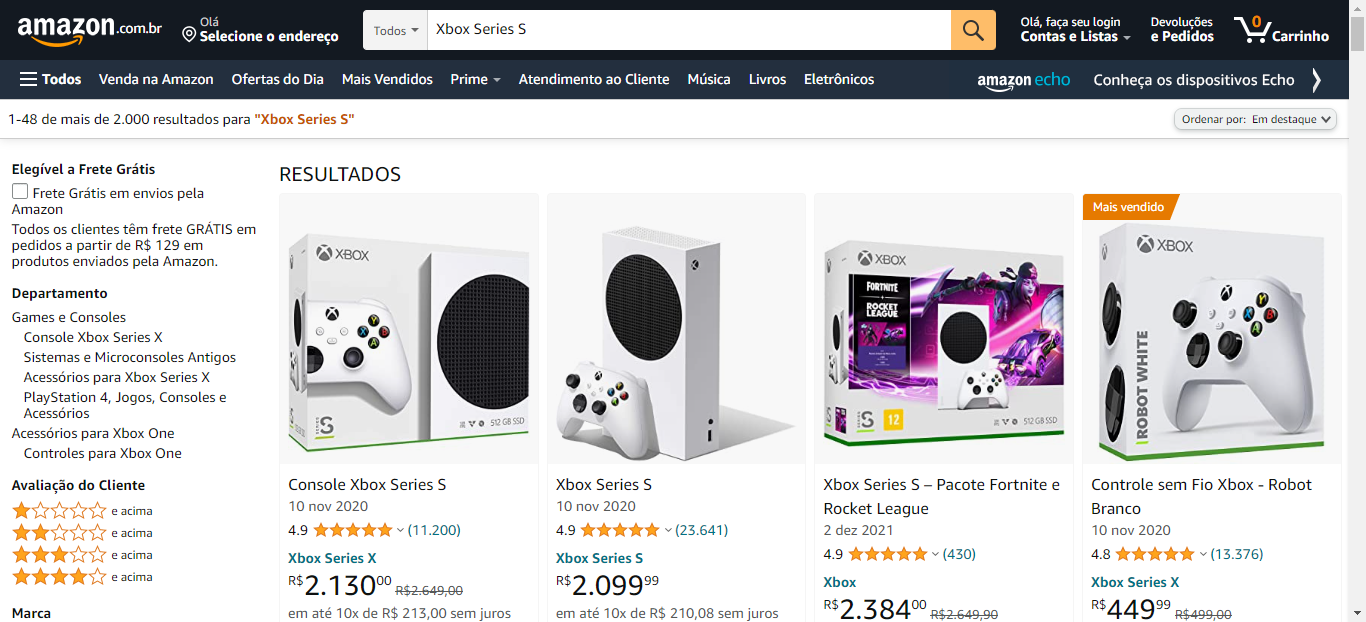 amazon.com.br
Olá
Selecione o endereço
Todos
Xbox Series S
Olá, faça seu login
Contas e Listas
Devoluções
e Pedidos
0
Carrinho
Todos
Venda na Amazon
Ofertas do Dia
Mais Vendidos
Prime
Atendimento ao Cliente
Música
Livros
Eletrônicos
amazon echo
Conheça os dispositivos Echo
1-48 de mais de 2.000 resultados para "Xbox Series S"
Ordenar por: Em destaque
Elegível a Frete Grátis
Frete Grátis em envios pela
Amazon
Todos os clientes têm frete GRÁTIS em
pedidos a partir de R$ 129 em
produtos enviados pela Amazon.
Departamento
Games e Consoles
Console Xbox Series X
Sistemas e Microconsoles Antigos
Acessórios para Xbox Series X
PlayStation 4, Jogos, Consoles e
Acessórios
Acessórios para Xbox One
Controles para Xbox One
Avaliação do Cliente
e acima
e acima
e acima
e acima
Marca
RESULTADOS
XBOX
X Y B A
SERIES S
512 GB SSD
Console Xbox Series S
10 nov 2020
4.9 (11.200)
Xbox Series X
R$2.13000 R$2.649,00
em até 10x de R$ 213,00 sem juros
Xbox Series S
10 nov 2020
4.9 (23.641)
Xbox Series S
R$2.09999
em até 10x de R$ 210,08 sem juros
XBOX
FORTNITE
+
ROCKET
LEAGUE
SERIES S
12
512 GB SSD
Xbox Series S – Pacote Fortnite e
Rocket League
2 dez 2021
4.9 (430)
Xbox
R$2.38400 R$2.649,90
Mais vendido
XBOX
X Y B A
ROBOT WHITE
Controle sem Fio Xbox - Robot
Branco
10 nov 2020
4.8 (13.376)
Xbox Series X
R$44999 R$499,00